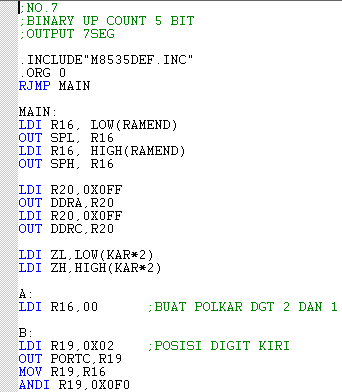 ;NO.7
;BINARY UP COUNT 5 BIT
;OUTPUT 7SEG
.INCLUDE"M8535DEF.INC"
.ORG 0
RJMP MAIN
MAIN:
LDI R16, LOW(RAMEND)
OUT SPL, R16
LDI R16, HIGH(RAMEND)
OUT SPH, R16
LDI R20,0X0FF
OUT DDRA,R20
LDI R20,0X0FF
OUT DDRC,R20
LDI ZL,LOW(KAR*2)
LDI ZH,HIGH(KAR*2)
A:
LDI R16,00 ;BUAT POLKAR DGT 2 DAN 1
B:
LDI R19,0X02 ;POSISI DIGIT KIRI
OUT PORTC,R19
MOV R19,R16
ANDI R19,0X0F0